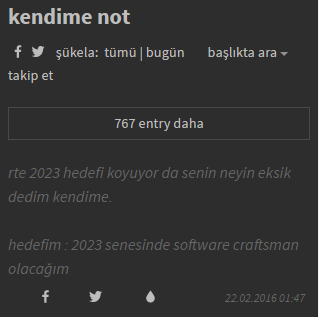 kendime not
şükela: tümü | bugün başlıkta ara
takip et
767 entry daha
rte 2023 hedefi koyuyor da senin neyin eksik
dedim kendime.
hedefim : 2023 senesinde software craftsman
olacağım
22.02.2016 01:47